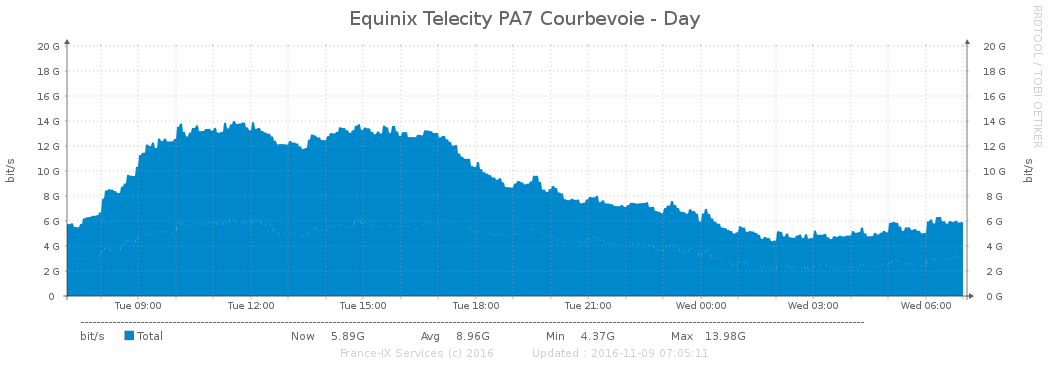 Equinix Telecity PA7 Courbevoie - Day
RRDTOOL / TOBI OETIKER
20 G 20 G
18 G 18 G
16 G 16 G
14 G 14 G
12 G 12 G
10 G 10 G
8 G 8 G
6 G 6 G
4 G 4 G
2 G 2 G
0 0 G
bit/s bit/s
Tue 09:00 Tue 12:00 Tue 15:00 Tue 18:00 Tue 21:00 Wed 00:00 Wed 03:00 Wed 06:00
bit/s Total Now 5.89G Avg 8.96G Min 4.37G Max 13.98G
France-IX Services (c) 2016 Updated : 2016-11-09 07:05:11